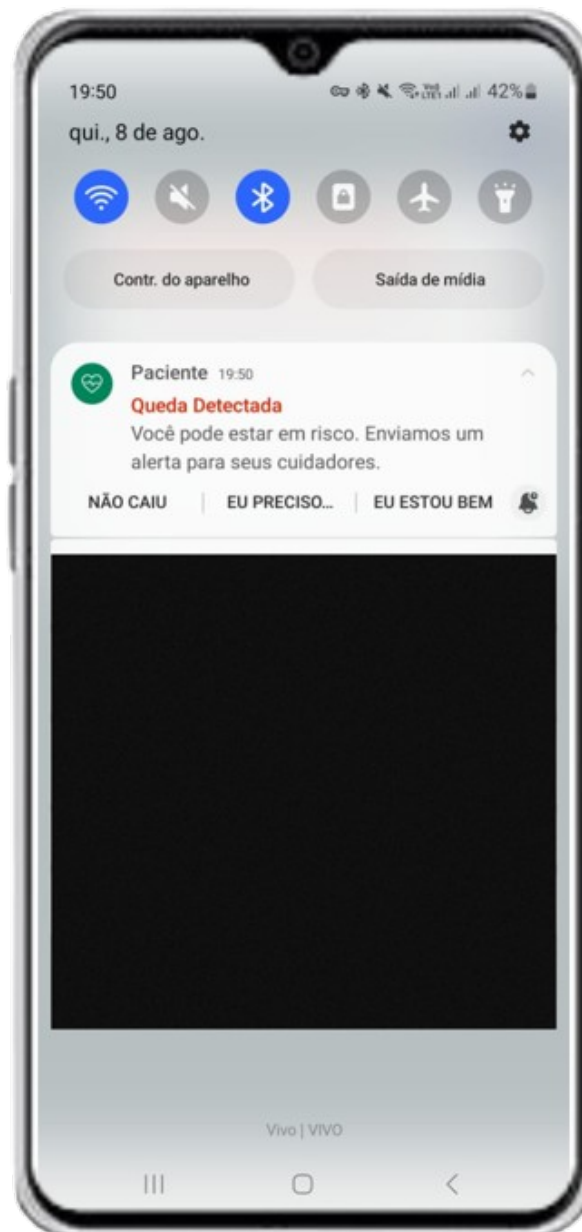 19:50 42%
qui., 8 de ago.
Contr. do aparelho Saída de mídia
Paciente 19:50
Queda Detectada
Você pode estar em risco. Enviamos um
alerta para seus cuidadores.
NÃO CAIU EU PRECISO... EU ESTOU BEM
Vivo | VIVO